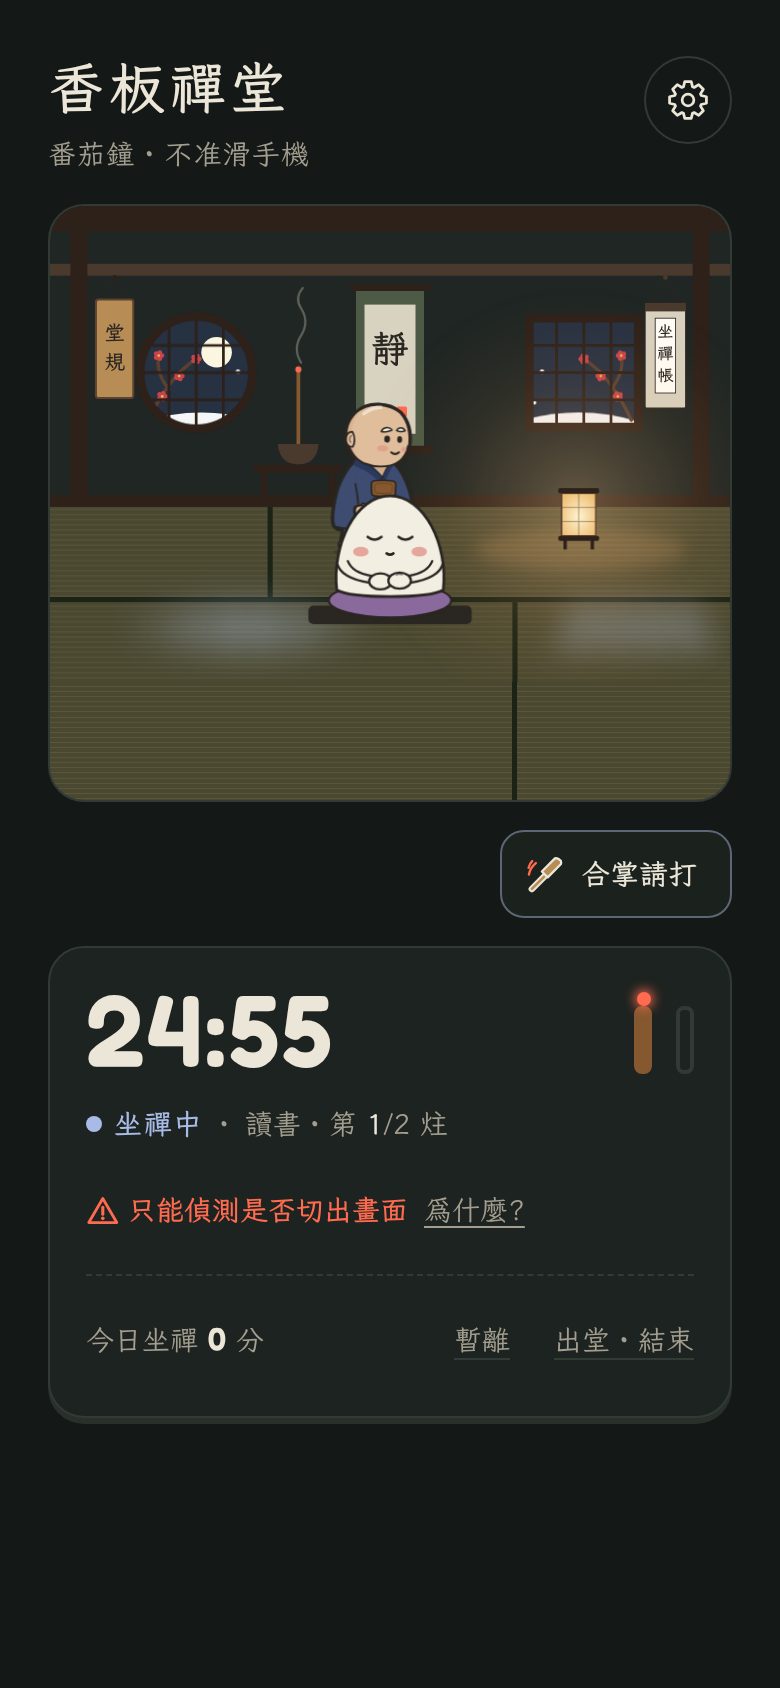 香板禪堂
番茄鐘・不准滑手機
堂規
靜
坐禪帳
合掌請打
24:55
坐禪中 ・ 讀書・第 1/2 炷
只能偵測是否切出畫面 為什麼?
今日坐禪 0 分 暫離 出堂・結束